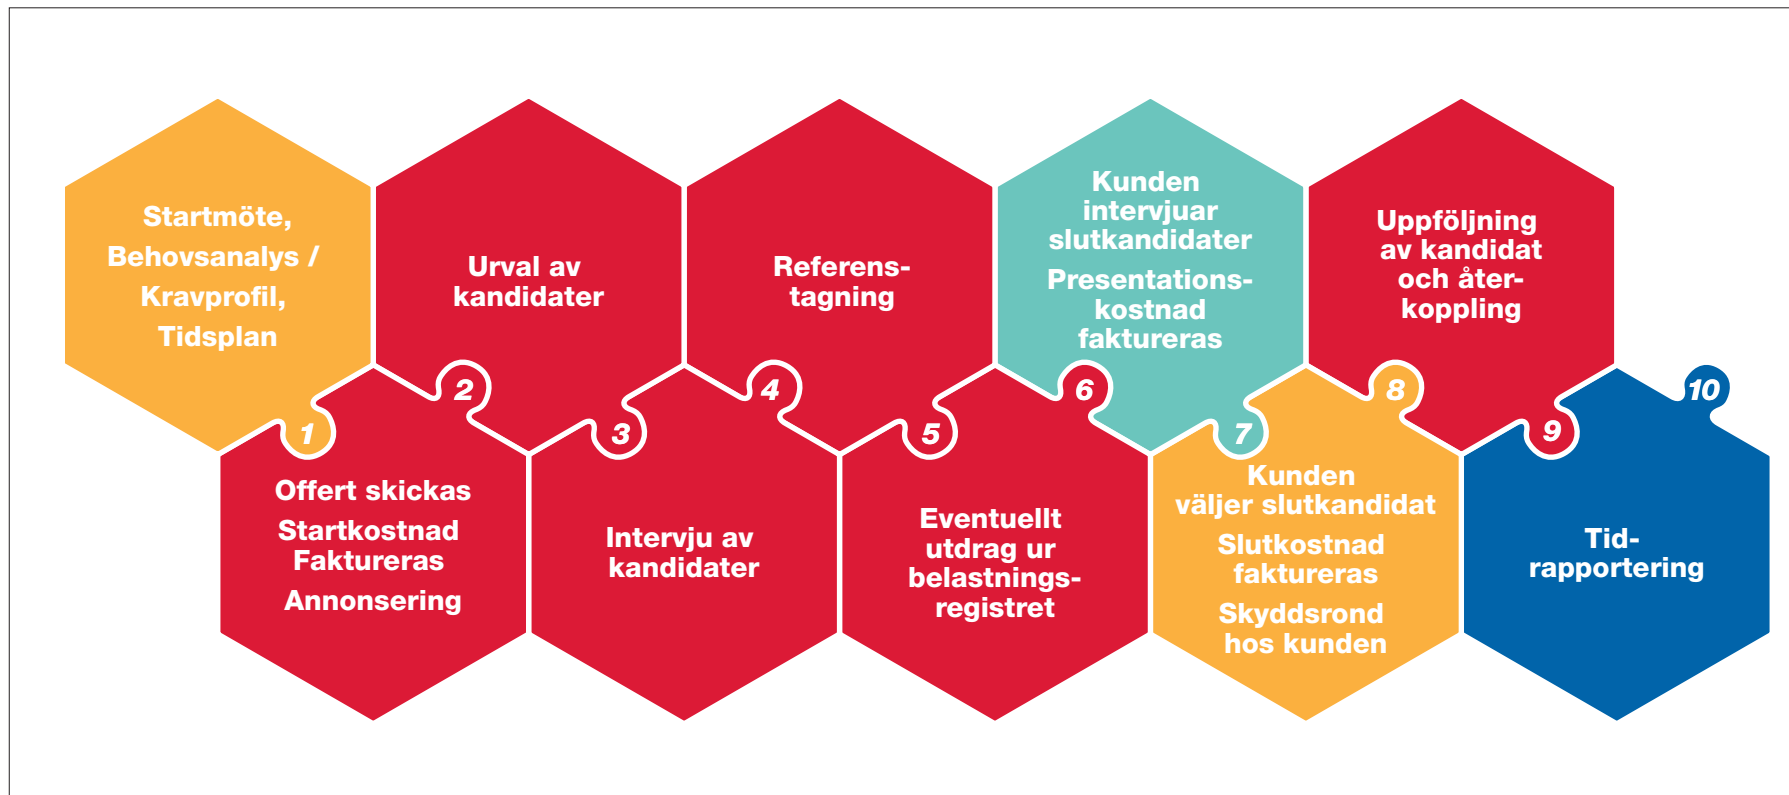 Startmöte,
Behovsanalys /
Kravprofil,
Tidsplan
1
Offert skickas
Startkostnad
Faktureras
Annonsering
2
Urval av
kandidater
3
Intervju av
kandidater
4
Referens-
tagning
5
Eventuellt
utdrag ur
belastnings-
registret
6
Kunden
intervjuar
slutkandidater
Presentations-
kostnad
faktureras
7
Kunden
väljer slutkandidat
Slutkostnad
faktureras
Skyddsrond
hos kunden
8
Uppföljning
av kandidat
och åter-
koppling
9
Tid-
rapportering
10